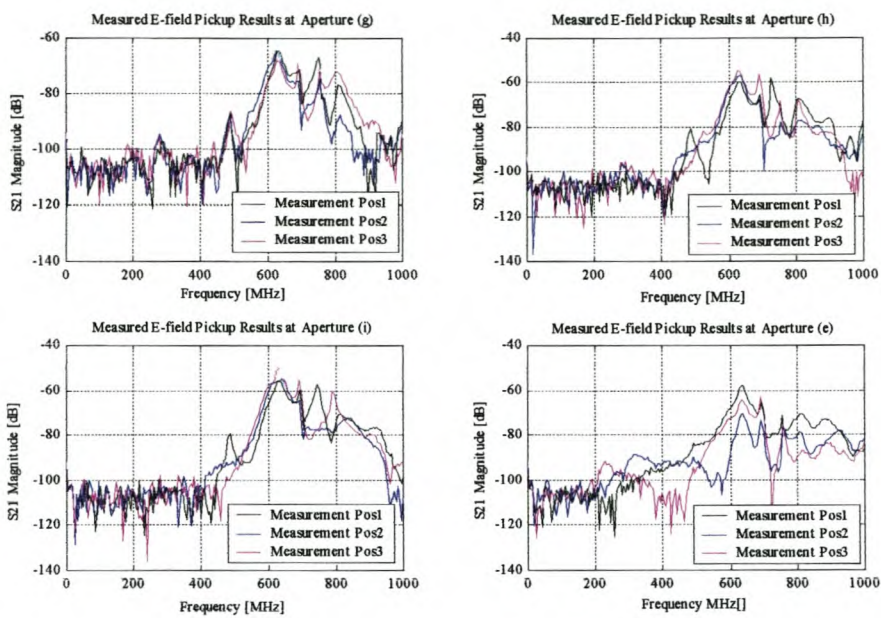 Measured E-field Pickup Results at Aperture (g)
-60
-80
-100
-120
-140
S21 Magnitude [dB]
Measurement Pos1
Measurement Pos2
Measurement Pos3
0 200 400 600 800 1000
Frequency [MHz]
Measured E-field Pickup Results at Aperture (h)
-40
-60
-80
-100
-120
-140
S21 Magnitude [dB]
Measurement Pos1
Measurement Pos2
Measurement Pos3
0 200 400 600 800 1000
Frequency [MHz]
Measured E-field Pickup Results at Aperture (i)
-40
-60
-80
-100
-120
-140
S21 Magnitude [dB]
Measurement Pos1
Measurement Pos2
Measurement Pos3
0 200 400 600 800 1000
Frequency [MHz]
Measured E-field Pickup Results at Aperture (e)
-40
-60
-80
-100
-120
-140
S21 Magnitude [dB]
Measurement Pos1
Measurement Pos2
Measurement Pos3
0 200 400 600 800 1000
Frequency MHz[]